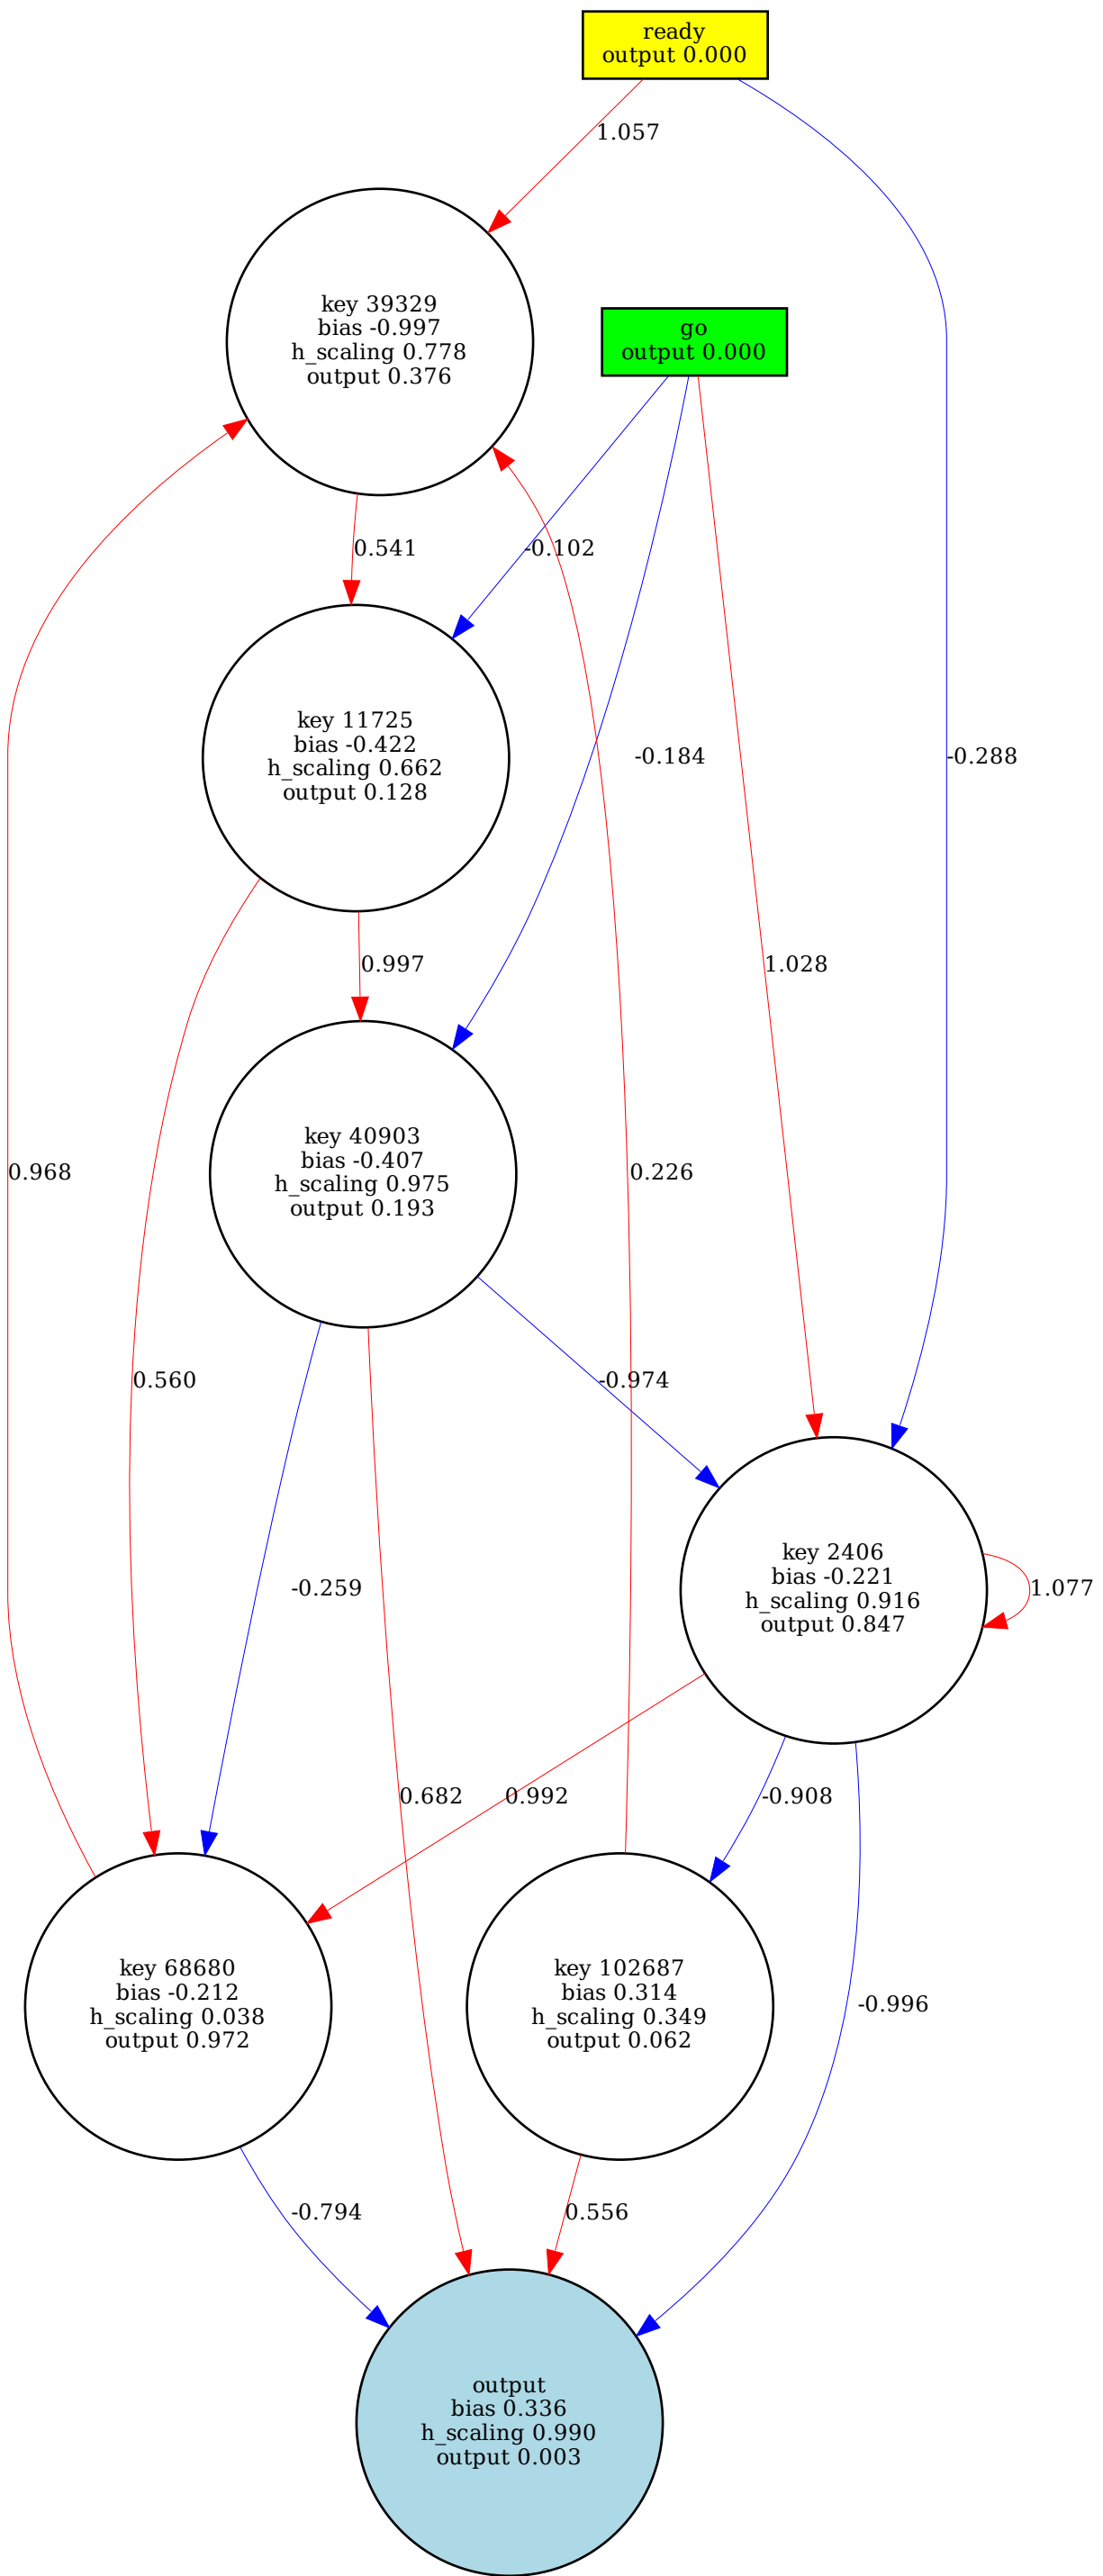 ready
output 0.000
1.057
key 39329
bias -0.997
h_scaling 0.778
output 0.376
go
output 0.000
0.541
-0.102
key 11725
bias -0.422
h_scaling 0.662
output 0.128
-0.184
-0.288
0.997
1.028
key 40903
bias -0.407
h_scaling 0.975
output 0.193
0.968
0.226
0.560
-0.974
key 2406
bias -0.221
h_scaling 0.916
output 0.847
-0.259
1.077
0.682
0.992
-0.908
key 68680
bias -0.212
h_scaling 0.038
output 0.972
key 102687
bias 0.314
h_scaling 0.349
output 0.062
-0.996
-0.794
0.556
output
bias 0.336
h_scaling 0.990
output 0.003